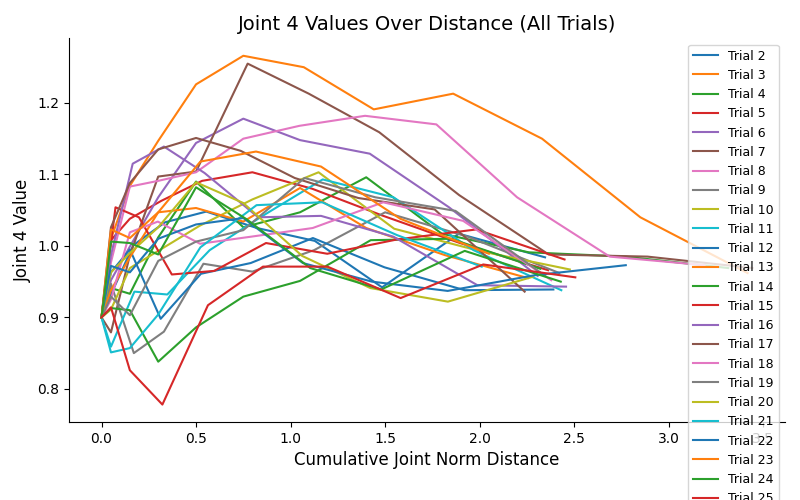 Joint 4 Values Over Distance (All Trials)
Joint 4 Value
1.2
1.1
1.0
0.9
0.8
0.0
0.5
1.0
1.5
2.0
2.5
3.0
Cumulative Joint Norm Distance
Trial 2
Trial 3
Trial 4
Trial 5
Trial 6
Trial 7
Trial 8
Trial 9
Trial 10
Trial 11
Trial 12
Trial 13
Trial 14
Trial 15
Trial 16
Trial 17
Trial 18
Trial 19
Trial 20
Trial 21
Trial 22
Trial 23
Trial 24
Trial 25